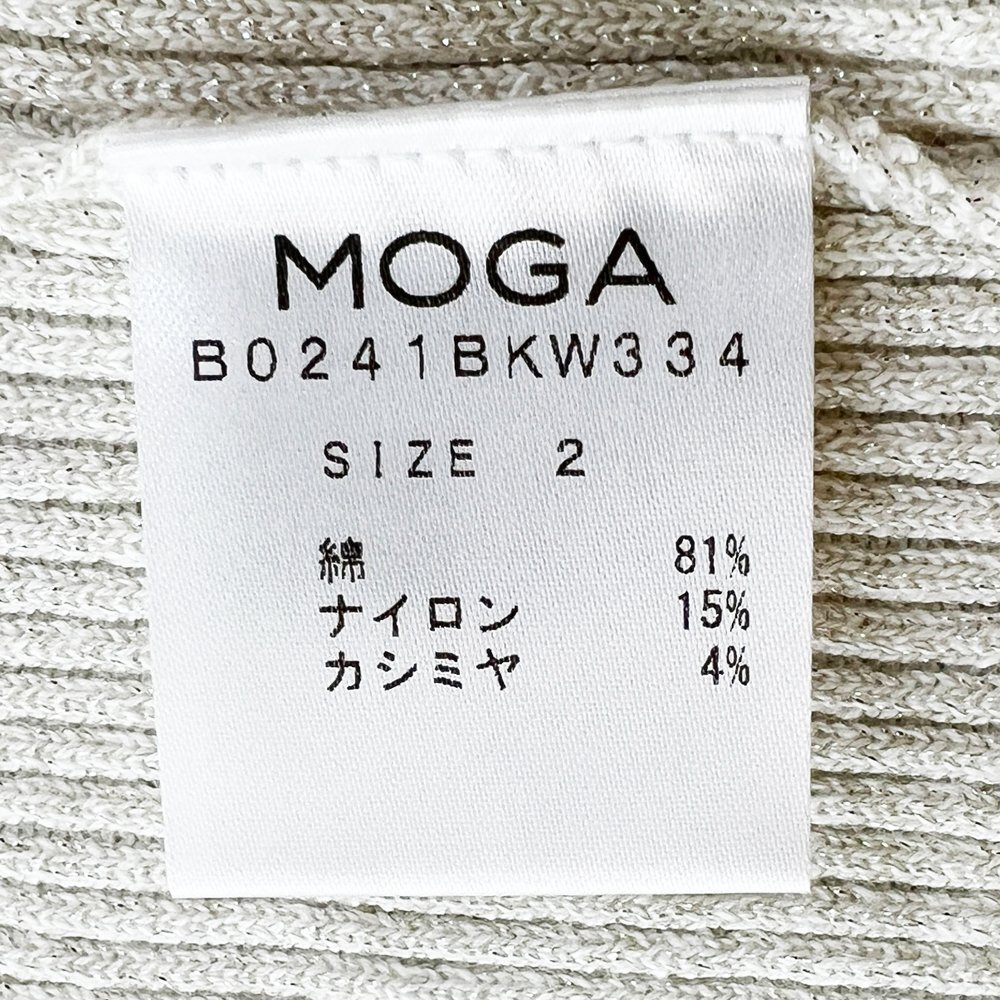 MOGA
B0241BKW334
SIZE 2
綿 81%
ナイロン 15%
カシミヤ 4%